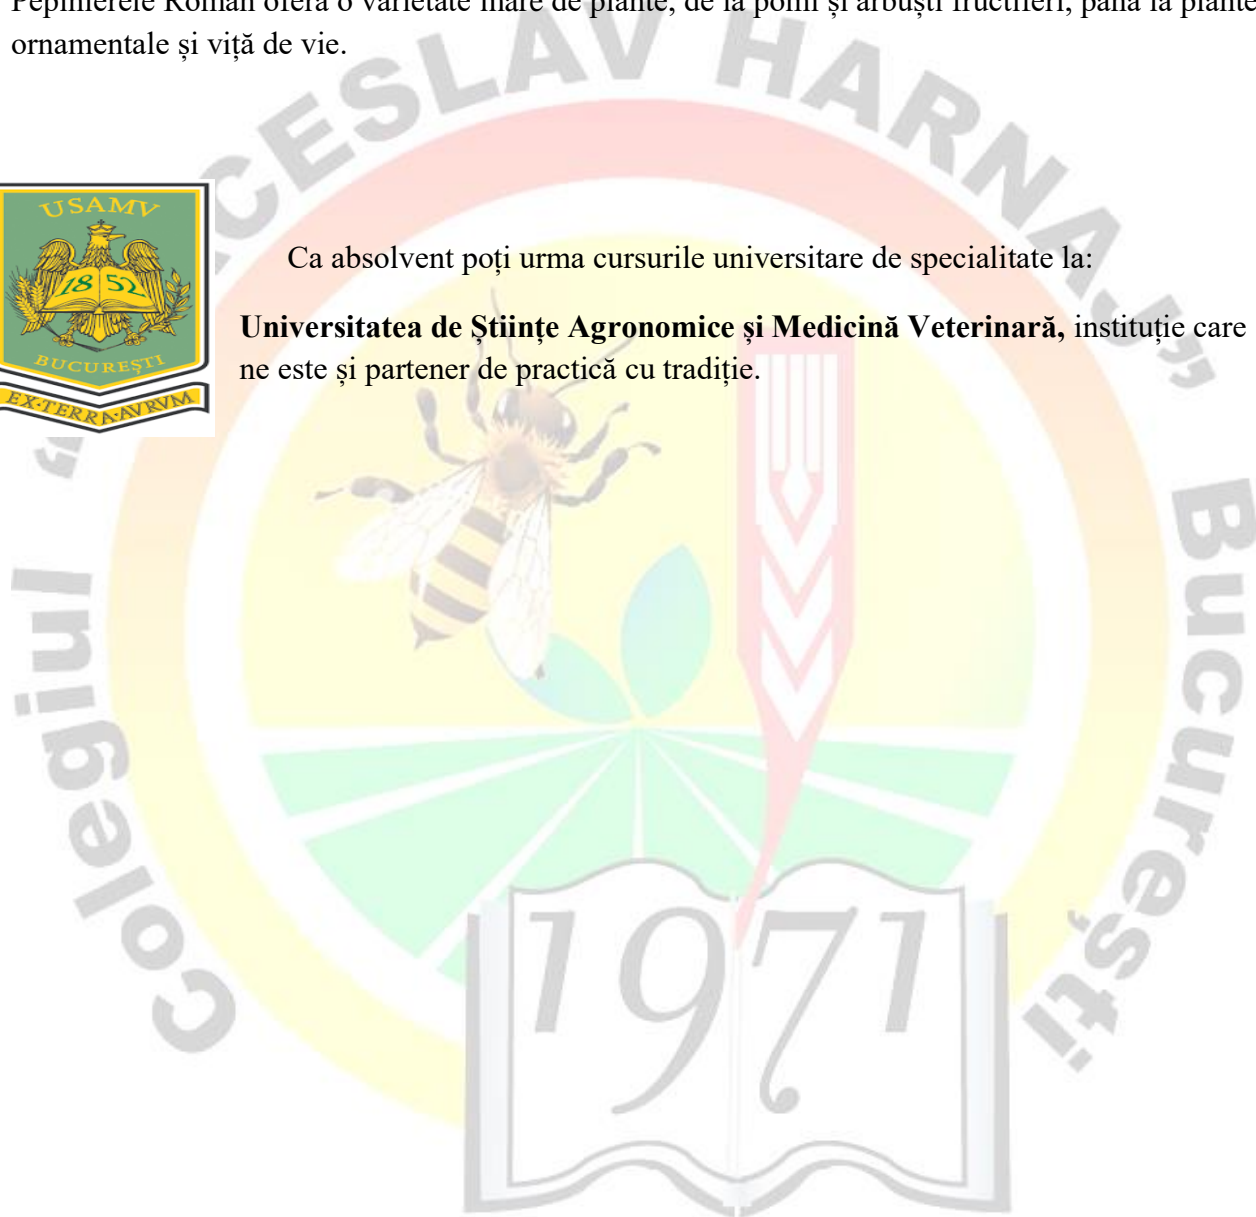 Pepinierele Roman oferă o varietate mare de plante, de la pomi și arbuști fructiferi, până la plante
ornamentale și viță de vie.
USAMV
18 52
BUCUREȘTI
EX·TERRA·AVRVM
Ca absolvent poți urma cursurile universitare de specialitate la:
Universitatea de Științe Agronomice și Medicină Veterinară, instituție care
ne este și partener de practică cu tradiție.
Colegiul
CESLAV HARNAJ”
București
1971